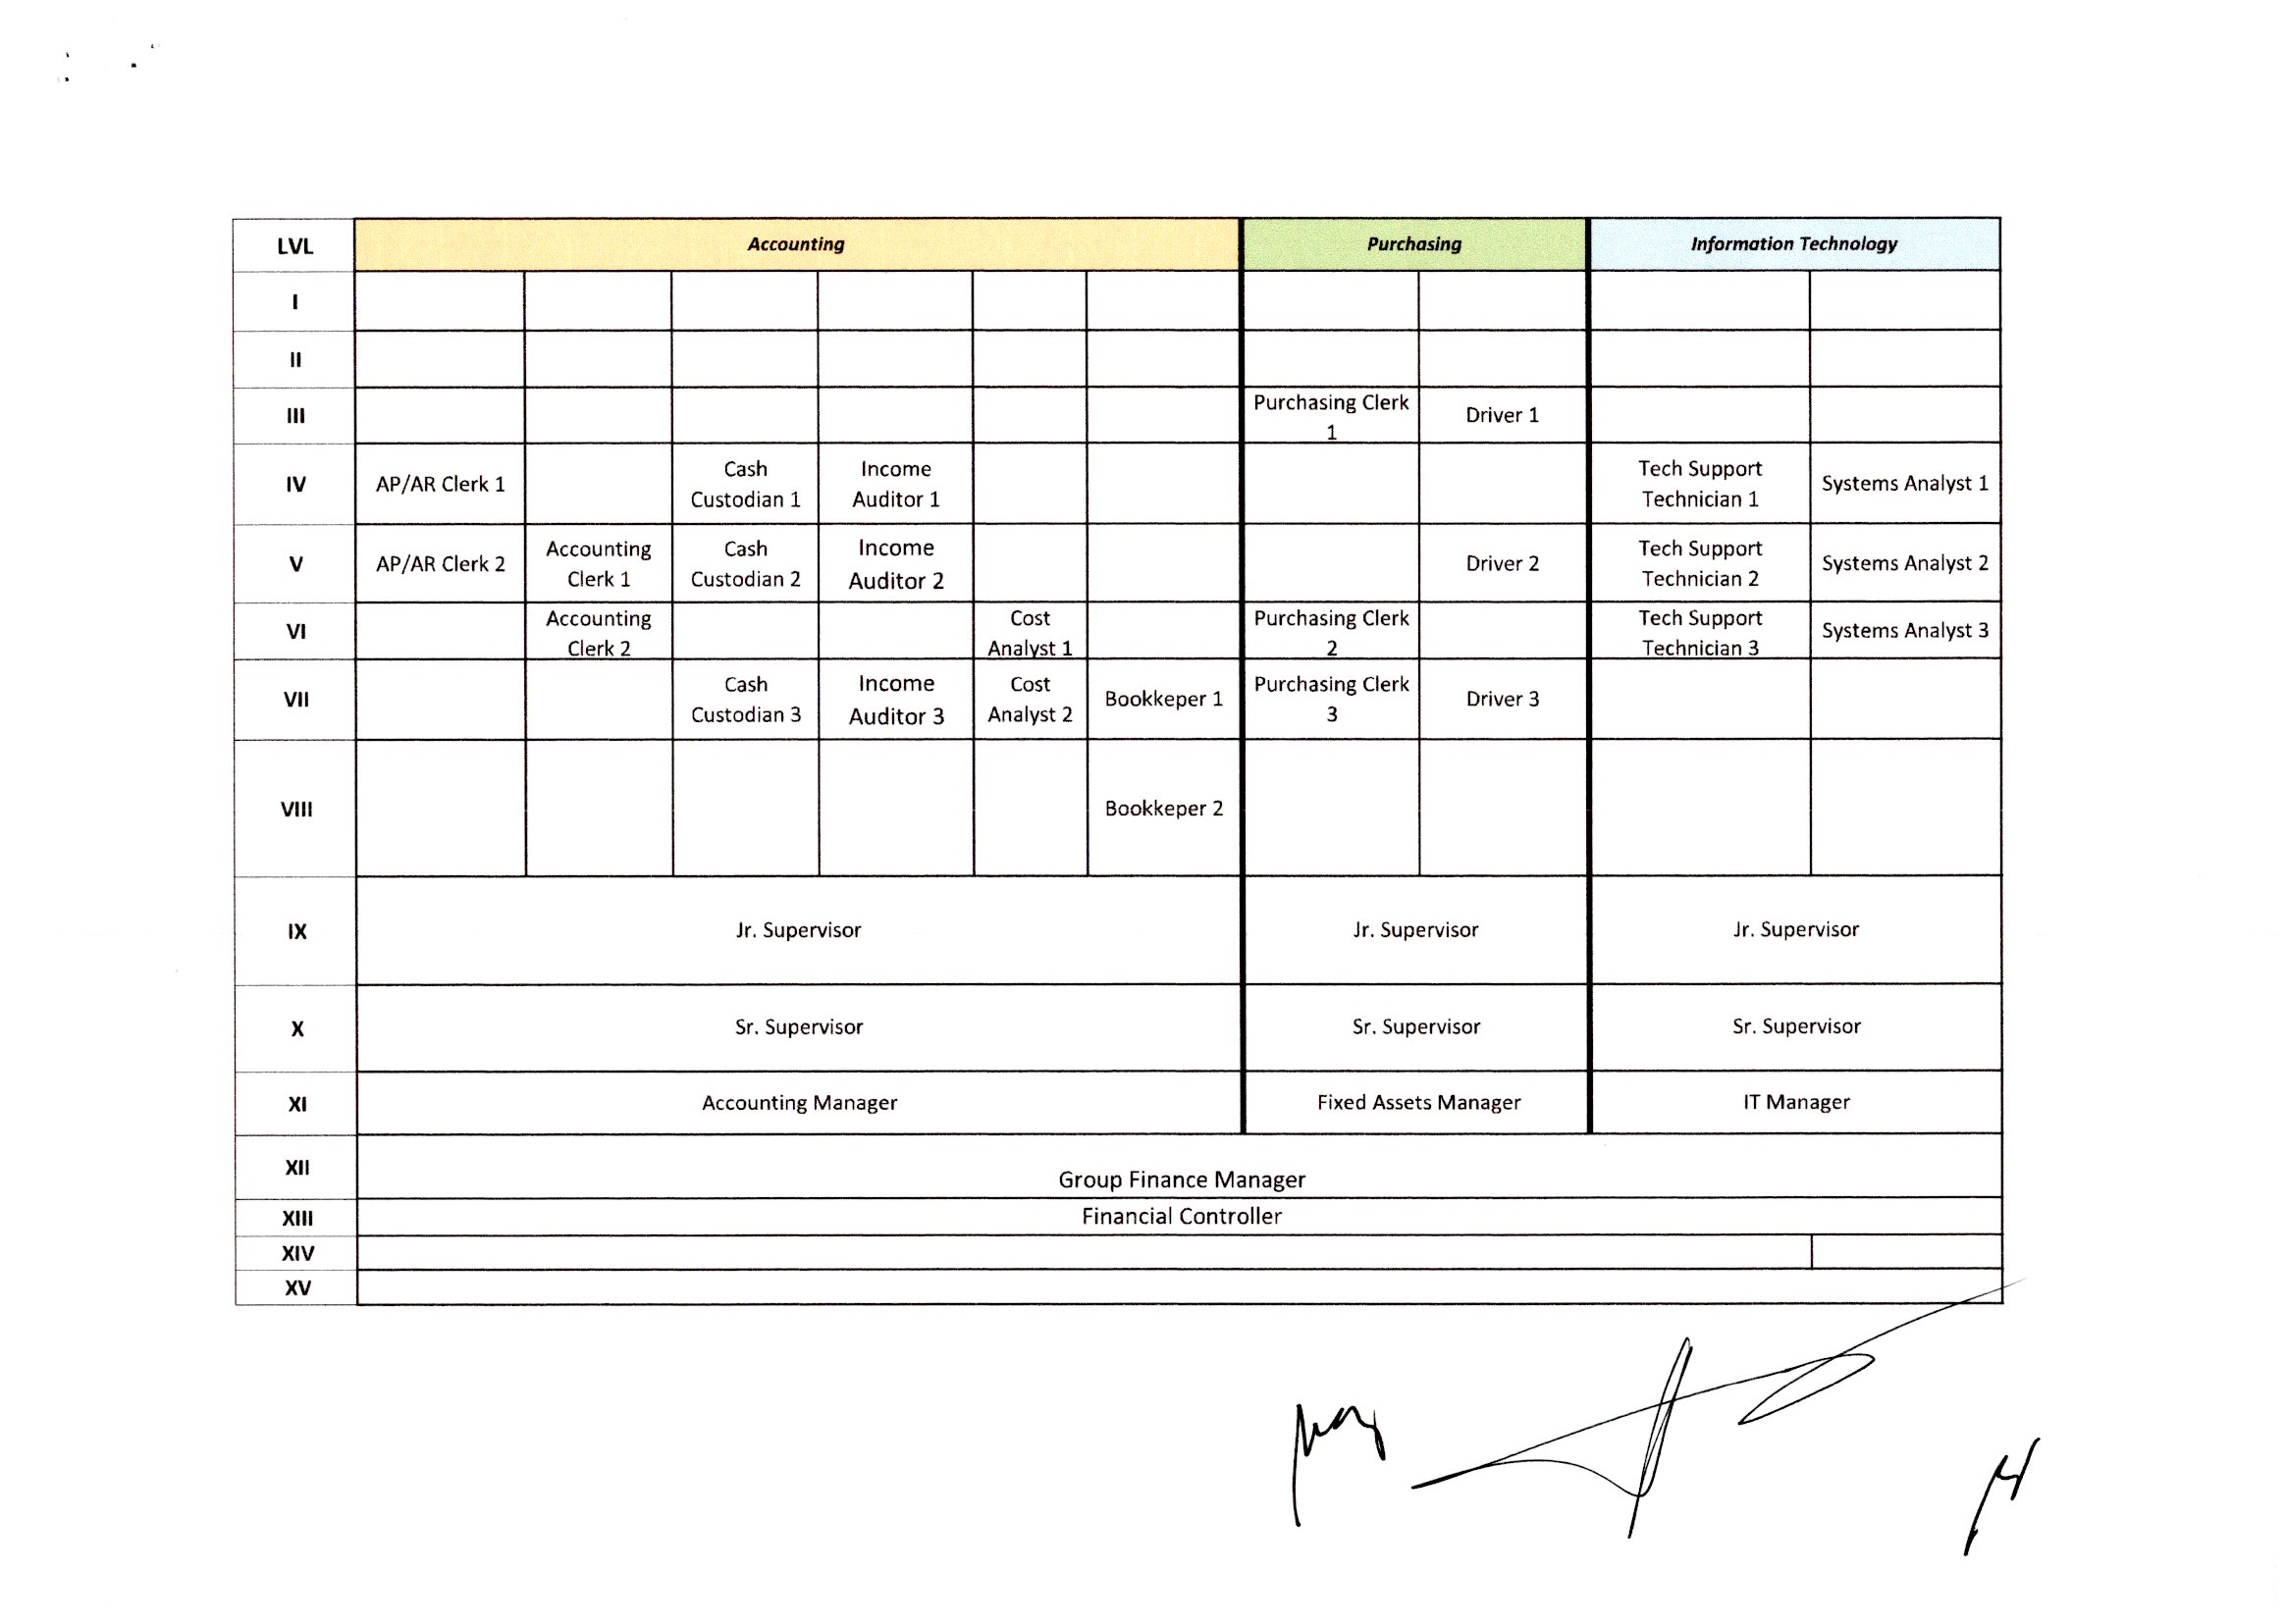 LVL Accounting Purchasing Information Technology
I
II
III Purchasing Clerk 1 Driver 1
IV AP/AR Clerk 1 Cash Custodian 1 Income Auditor 1 Tech Support Technician 1 Systems Analyst 1
V AP/AR Clerk 2 Accounting Clerk 1 Cash Custodian 2 Income Auditor 2 Driver 2 Tech Support Technician 2 Systems Analyst 2
VI Accounting Clerk 2 Cost Analyst 1 Purchasing Clerk 2 Tech Support Technician 3 Systems Analyst 3
VII Cash Custodian 3 Income Auditor 3 Cost Analyst 2 Bookkeeper 1 Purchasing Clerk 3 Driver 3
VIII Bookkeeper 2
IX Jr. Supervisor Jr. Supervisor Jr. Supervisor
X Sr. Supervisor Sr. Supervisor Sr. Supervisor
XI Accounting Manager Fixed Assets Manager IT Manager
XII Group Finance Manager
XIII Financial Controller
XIV
XV